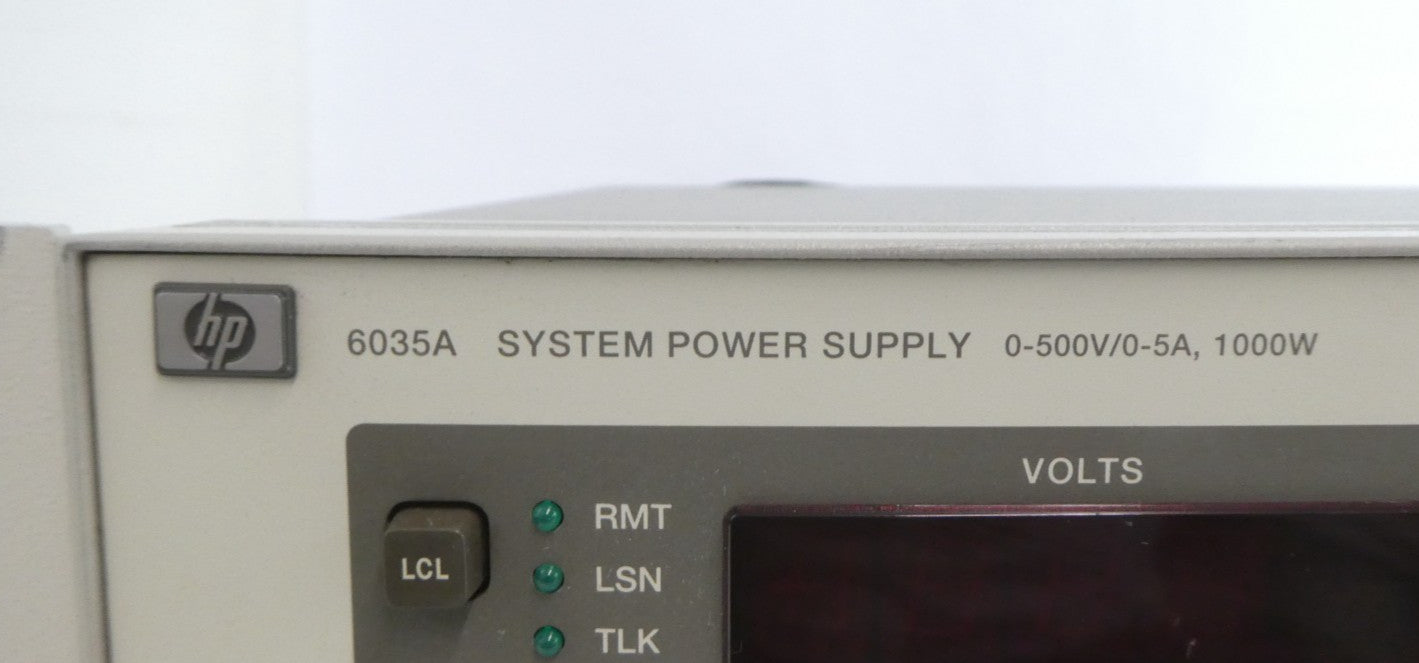 hp
6035A SYSTEM POWER SUPPLY 0-500V/0-5A, 1000W
VOLTS
LCL
RMT
LSN
TLK